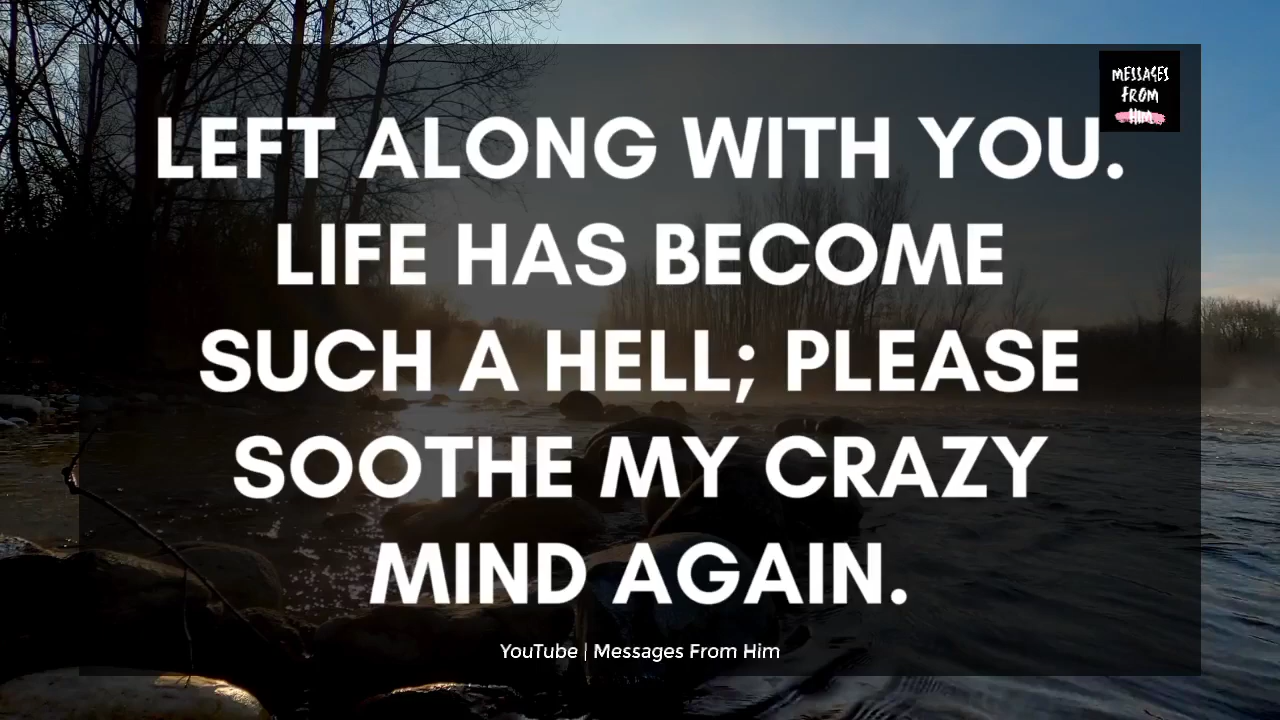 MESSAGES
FROM
HIM
LEFT ALONG WITH YOU.
LIFE HAS BECOME
SUCH A HELL; PLEASE
SOOTHE MY CRAZY
MIND AGAIN.
YouTube | Messages From Him